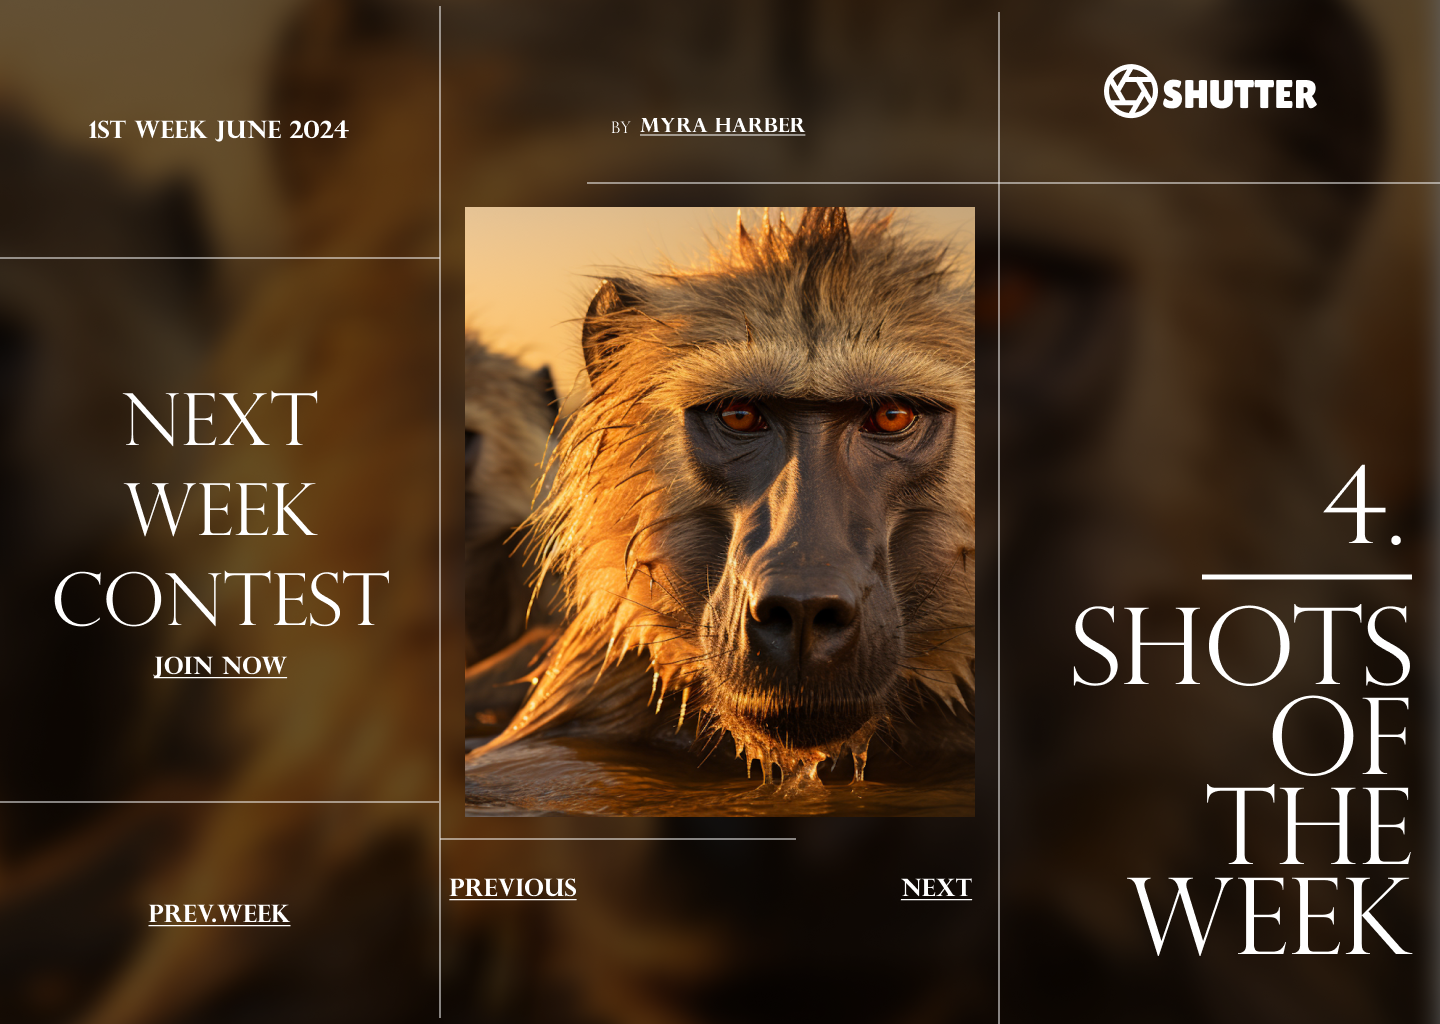 1ST WEEK JUNE 2024
BY MYRA HARBER
SHUTTER
NEXT
WEEK
CONTEST
JOIN NOW
4.
SHOTS
OF
THE
WEEK
PREVIOUS
NEXT
PREV.WEEK